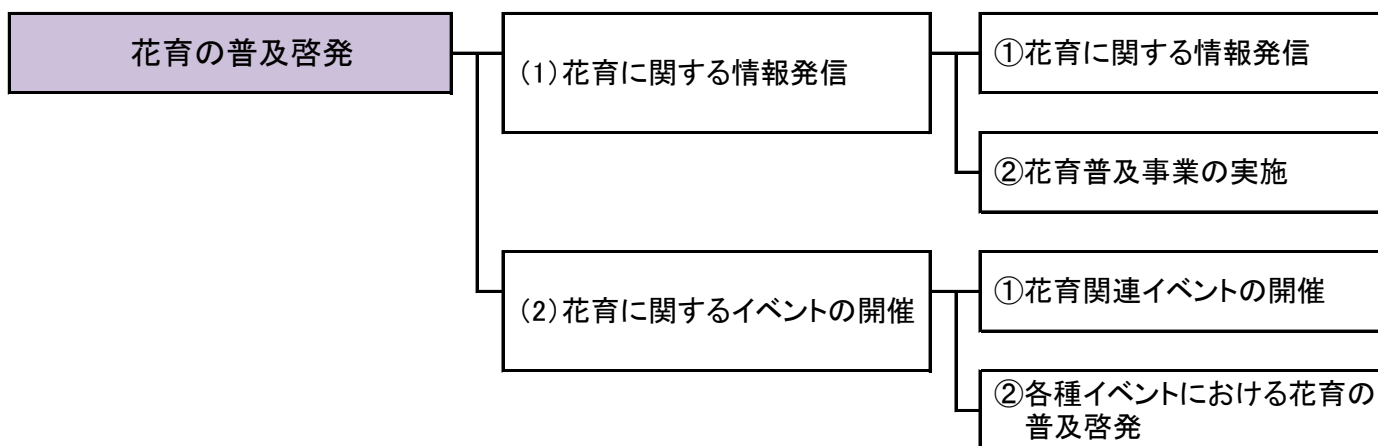 花育の普及啓発
(1)花育に関する情報発信
①花育に関する情報発信
②花育普及事業の実施
(2)花育に関するイベントの開催
①花育関連イベントの開催
②各種イベントにおける花育の
普及啓発